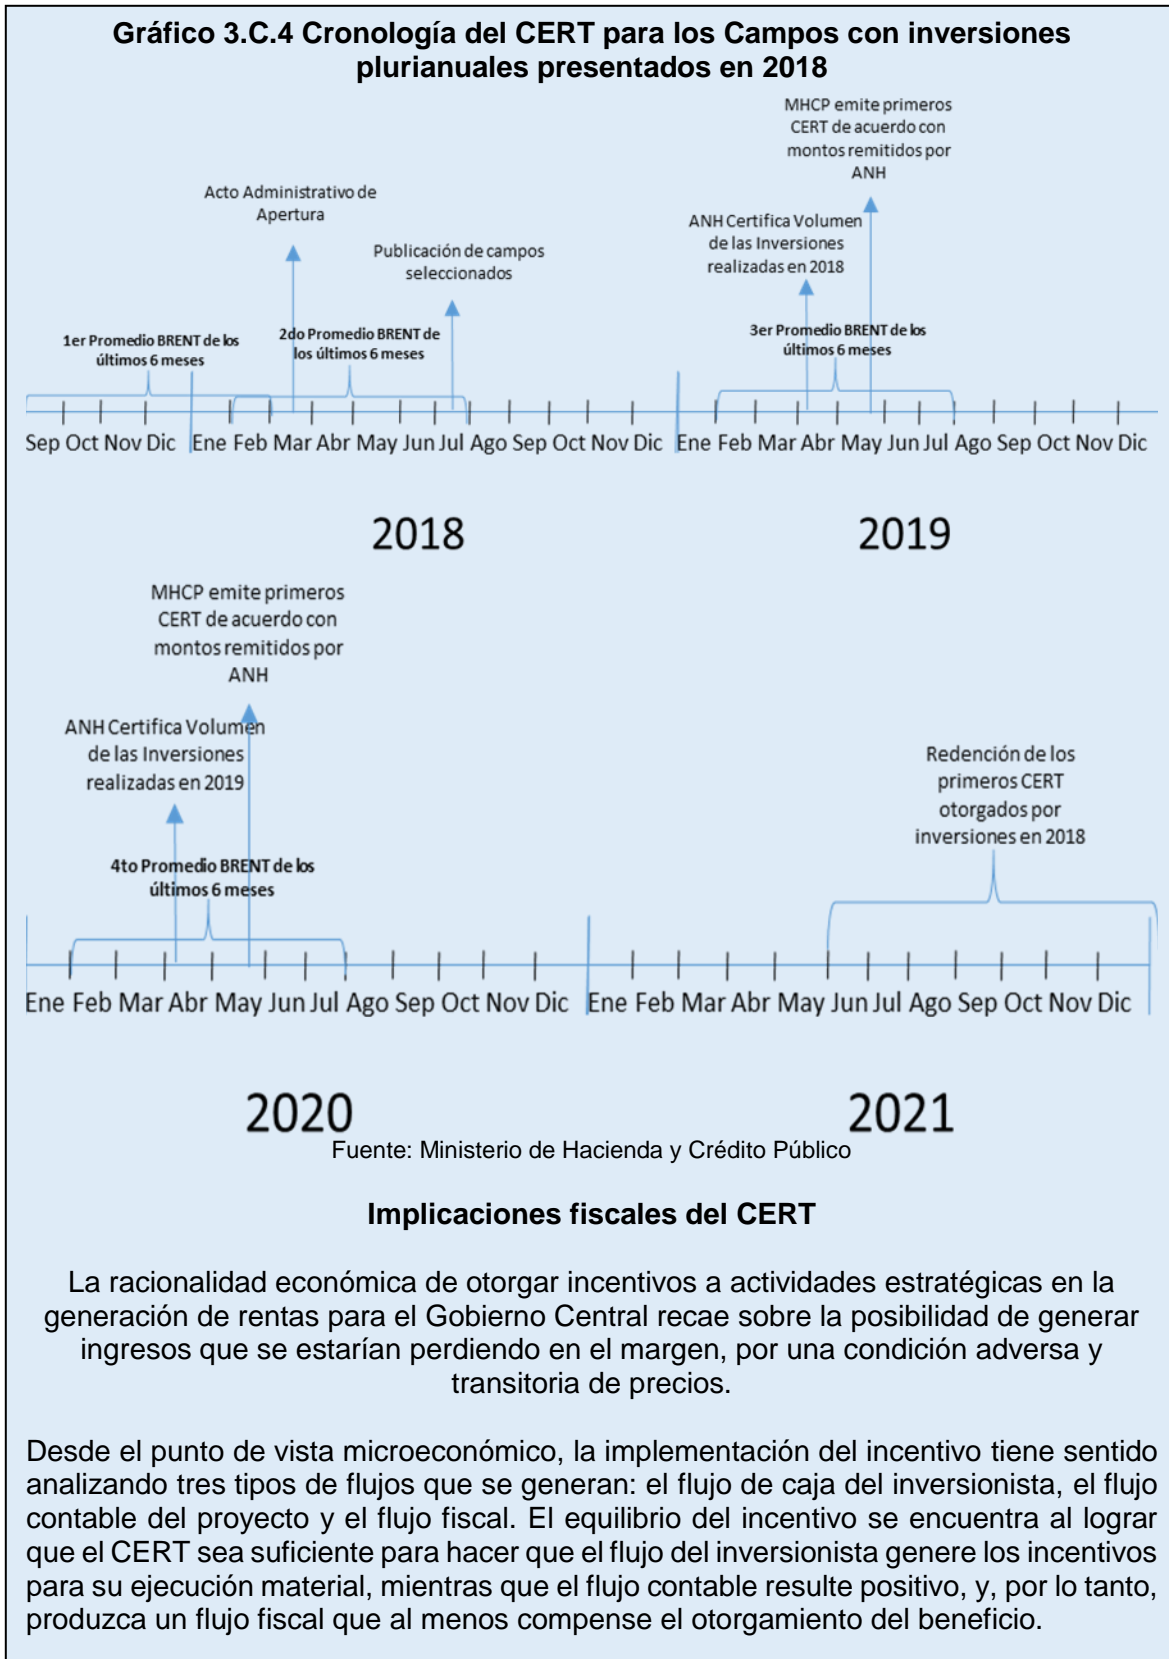 Gráfico 3.C.4 Cronología del CERT para los Campos con inversiones
plurianuales presentados en 2018
MHCP emite primeros
CERT de acuerdo con
montos remitidos por
ANH
Acto Administrativo de
Apertura
ANH Certifica Volumen
de las Inversiones
realizadas en 2018
Publicación de campos
seleccionados
1er Promedio BRENT de los
últimos 6 meses
2do Promedio BRENT de
los últimos 6 meses
3er Promedio BRENT de los
últimos 6 meses
Sep Oct Nov Dic Ene Feb Mar Abr May Jun Jul Ago Sep Oct Nov Dic Ene Feb Mar Abr May Jun Jul Ago Sep Oct Nov Dic
2018 2019
MHCP emite primeros
CERT de acuerdo con
montos remitidos por
ANH
ANH Certifica Volumen
de las Inversiones
realizadas en 2019
Redención de los
primeros CERT
otorgados por
inversiones en 2018
4to Promedio BRENT de los
últimos 6 meses
Ene Feb Mar Abr May Jun Jul Ago Sep Oct Nov Dic Ene Feb Mar Abr May Jun Jul Ago Sep Oct Nov Dic
2020 2021
Fuente: Ministerio de Hacienda y Crédito Público
Implicaciones fiscales del CERT
La racionalidad económica de otorgar incentivos a actividades estratégicas en la
generación de rentas para el Gobierno Central recae sobre la posibilidad de generar
ingresos que se estarían perdiendo en el margen, por una condición adversa y
transitoria de precios.
Desde el punto de vista microeconómico, la implementación del incentivo tiene sentido
analizando tres tipos de flujos que se generan: el flujo de caja del inversionista, el flujo
contable del proyecto y el flujo fiscal. El equilibrio del incentivo se encuentra al lograr
que el CERT sea suficiente para hacer que el flujo del inversionista genere los incentivos
para su ejecución material, mientras que el flujo contable resulte positivo, y, por lo tanto,
produzca un flujo fiscal que al menos compense el otorgamiento del beneficio.